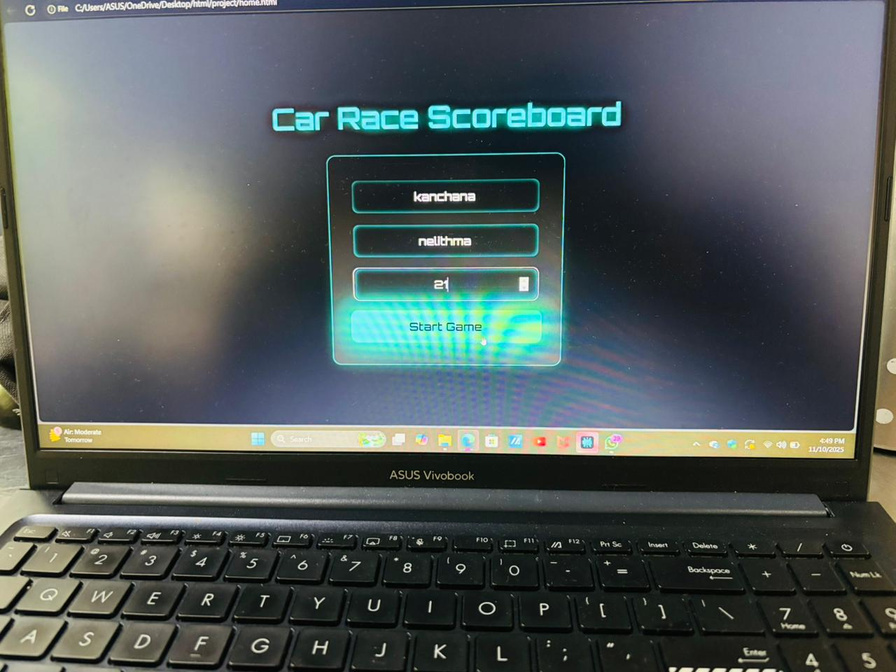 File C:/Users/ASUS/OneDrive/Desktop/html/project/home.html
Car Race Scoreboard
kanchana
nelithma
21
Start Game
Air: Moderate
Tomorrow
Search
4:49 PM
11/10/2025
ASUS Vivobook
F1 F2 F3 F4 F5 F6 F7 F8 F9 F10 F11 F12 Prt Sc Insert Delete * /
! 1 @ 2 # 3 $ 4 % 5 ^ 6 & 7 * 8 ( 9 ) 0 _ - + = Backspace + − Num Lk
Q W E R T Y U I O P { [ } ] | \ 7 Home 8
A S D F G H J K L : ; " ' Enter 4 5